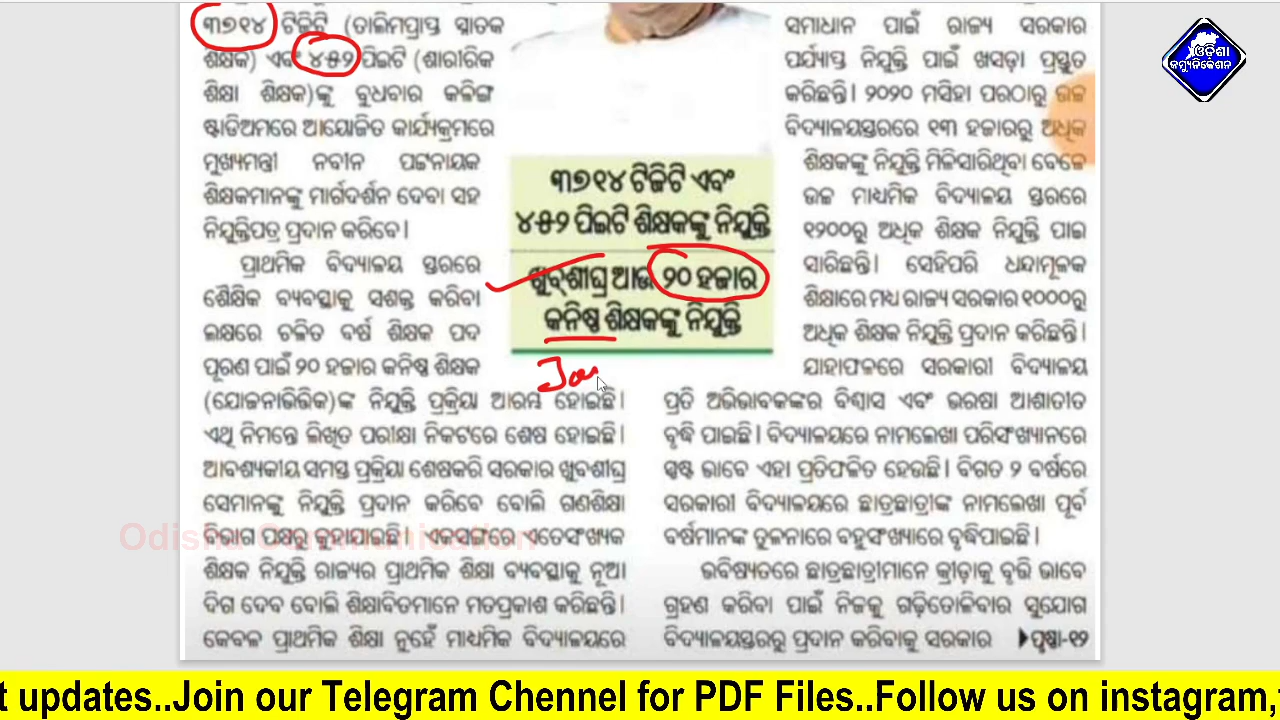 ୩୭୧୪ ଟିଜିଟି (ତାଲିମପ୍ରାପ୍ତ ସ୍ନାତକ
ଶିକ୍ଷକ) ଏବଂ ୪୫୨ ପିଇଟି (ଶାରୀରିକ
ଶିକ୍ଷା ଶିକ୍ଷକ)ଙ୍କୁ ବୁଧବାର କଳିଙ୍ଗ
ଷ୍ଟାଡିଅମରେ ଆୟୋଜିତ କାର୍ଯ୍ୟକ୍ରମରେ
ମୁଖ୍ୟମନ୍ତ୍ରୀ ନବୀନ ପଟ୍ଟନାୟକ
ଶିକ୍ଷକମାନଙ୍କୁ ମାର୍ଗଦର୍ଶନ ଦେବା ସହ
ନିଯୁକ୍ତିପତ୍ର ପ୍ରଦାନ କରିବେ।
ପ୍ରାଥମିକ ବିଦ୍ୟାଳୟ ସ୍ତରରେ
ଶୈକ୍ଷିକ ବ୍ୟବସ୍ଥାକୁ ସଶକ୍ତ କରିବା
ଲକ୍ଷରେ ଚଳିତ ବର୍ଷ ଶିକ୍ଷକ ପଦ
ପୂରଣ ପାଇଁ ୨୦ ହଜାର କନିଷ୍ଠ ଶିକ୍ଷକ
(ଯୋଜନାଭିତ୍ତିକ)ଙ୍କ ନିଯୁକ୍ତି ପ୍ରକ୍ରିୟା ଆରମ୍ଭ ହୋଇଛି।
ଏଥି ନିମନ୍ତେ ଲିଖିତ ପରୀକ୍ଷା ନିକଟରେ ଶେଷ ହୋଇଛି।
ଆବଶ୍ୟକୀୟ ସମସ୍ତ ପ୍ରକ୍ରିୟା ଶେଷକରି ସରକାର ଖୁବଶୀଘ୍ର
ସେମାନଙ୍କୁ ନିଯୁକ୍ତି ପ୍ରଦାନ କରିବେ ବୋଲି ଗଣଶିକ୍ଷା
ବିଭାଗ ପକ୍ଷରୁ କୁହାଯାଇଛି। ଏକସଙ୍ଗରେ ଏତେସଂଖ୍ୟକ
ଶିକ୍ଷକ ନିଯୁକ୍ତି ରାଜ୍ୟର ପ୍ରାଥମିକ ଶିକ୍ଷା ବ୍ୟବସ୍ଥାକୁ ନୂଆ
ଦିଗ ଦେବ ବୋଲି ଶିକ୍ଷାବିତମାନେ ମତପ୍ରକାଶ କରିଛନ୍ତି।
କେବଳ ପ୍ରାଥମିକ ଶିକ୍ଷା ନୁହେଁ ମାଧ୍ୟମିକ ବିଦ୍ୟାଳୟରେ
୩୭୧୪ ଟିଜିଟି ଏବଂ
୪୫୨ ପିଇଟି ଶିକ୍ଷକଙ୍କୁ ନିଯୁକ୍ତି
ଖୁବ୍‌ଶୀଘ୍ର ଆଉ ୨୦ ହଜାର
କନିଷ୍ଠ ଶିକ୍ଷକଙ୍କୁ ନିଯୁକ୍ତି
ସମାଧାନ ପାଇଁ ରାଜ୍ୟ ସରକାର
ପର୍ଯ୍ୟାପ୍ତ ନିଯୁକ୍ତି ପାଇଁ ଖସଡ଼ା ପ୍ରସ୍ତୁତ
କରିଛନ୍ତି। ୨୦୨୦ ମସିହା ପରଠାରୁ ଉଚ୍ଚ
ବିଦ୍ୟାଳୟସ୍ତରରେ ୧୩ ହଜାରରୁ ଅଧିକ
ଶିକ୍ଷକଙ୍କୁ ନିଯୁକ୍ତି ମିଳିସାରିଥିବା ବେଳେ
ଉଚ୍ଚ ମାଧ୍ୟମିକ ବିଦ୍ୟାଳୟ ସ୍ତରରେ
୧୨୦୦ରୁ ଅଧିକ ଶିକ୍ଷକ ନିଯୁକ୍ତି ପାଇ
ସାରିଛନ୍ତି। ସେହିପରି ଧନ୍ଦାମୂଳକ
ଶିକ୍ଷାରେ ମଧ୍ୟ ରାଜ୍ୟ ସରକାର ୧୦୦୦ରୁ
ଅଧିକ ଶିକ୍ଷକ ନିଯୁକ୍ତି ପ୍ରଦାନ କରିଛନ୍ତି।
ଯାହାଫଳରେ ସରକାରୀ ବିଦ୍ୟାଳୟ
ପ୍ରତି ଅଭିଭାବକଙ୍କର ବିଶ୍ୱାସ ଏବଂ ଭରଷା ଆଶାତୀତ
ବୃଦ୍ଧି ପାଇଛି। ବିଦ୍ୟାଳୟରେ ନାମଲେଖା ପରିସଂଖ୍ୟାନରେ
ସ୍ପଷ୍ଟ ଭାବେ ଏହା ପ୍ରତିଫଳିତ ହେଉଛି। ବିଗତ ୨ ବର୍ଷରେ
ସରକାରୀ ବିଦ୍ୟାଳୟରେ ଛାତ୍ରଛାତ୍ରୀଙ୍କ ନାମଲେଖା ପୂର୍ବ
ବର୍ଷମାନଙ୍କ ତୁଳନାରେ ବହୁସଂଖ୍ୟାରେ ବୃଦ୍ଧିପାଇଛି।
ଭବିଷ୍ୟତରେ ଛାତ୍ରଛାତ୍ରୀମାନେ କ୍ରୀଡ଼ାକୁ ବୃତ୍ତି ଭାବେ
ଗ୍ରହଣ କରିବା ପାଇଁ ନିଜକୁ ଗଢ଼ିତୋଳିବାର ସୁଯୋଗ
ବିଦ୍ୟାଳୟସ୍ତରରୁ ପ୍ରଦାନ କରିବାକୁ ସରକାର ▶ପୃଷ୍ଠା-୧୨
ଓଡ଼ିଶା
କମ୍ୟୁନିକେଶନ
Odisha Communication
t updates..Join our Telegram Chennel for PDF Files..Follow us on instagram,